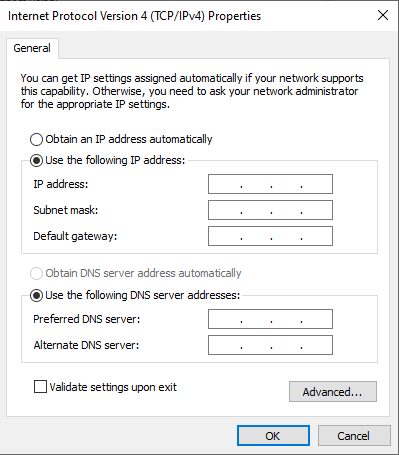 Internet Protocol Version 4 (TCP/IPv4) Properties
General
You can get IP settings assigned automatically if your network supports
this capability. Otherwise, you need to ask your network administrator
for the appropriate IP settings.
Obtain an IP address automatically
Use the following IP address:
IP address:
Subnet mask:
Default gateway:
Obtain DNS server address automatically
Use the following DNS server addresses:
Preferred DNS server:
Alternate DNS server:
Validate settings upon exit
Advanced...
OK
Cancel